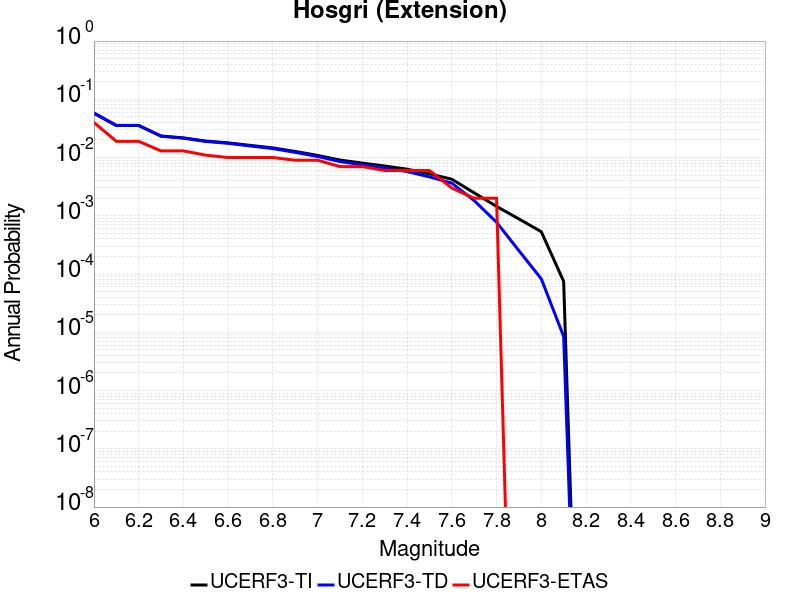 Hosgri (Extension)
10^0
10^-1
10^-2
10^-3
10^-4
10^-5
10^-6
10^-7
10^-8
Annual Probability
6 6.2 6.4 6.6 6.8 7 7.2 7.4 7.6 7.8 8 8.2 8.4 8.6 8.8 9
Magnitude
UCERF3-TI UCERF3-TD UCERF3-ETAS